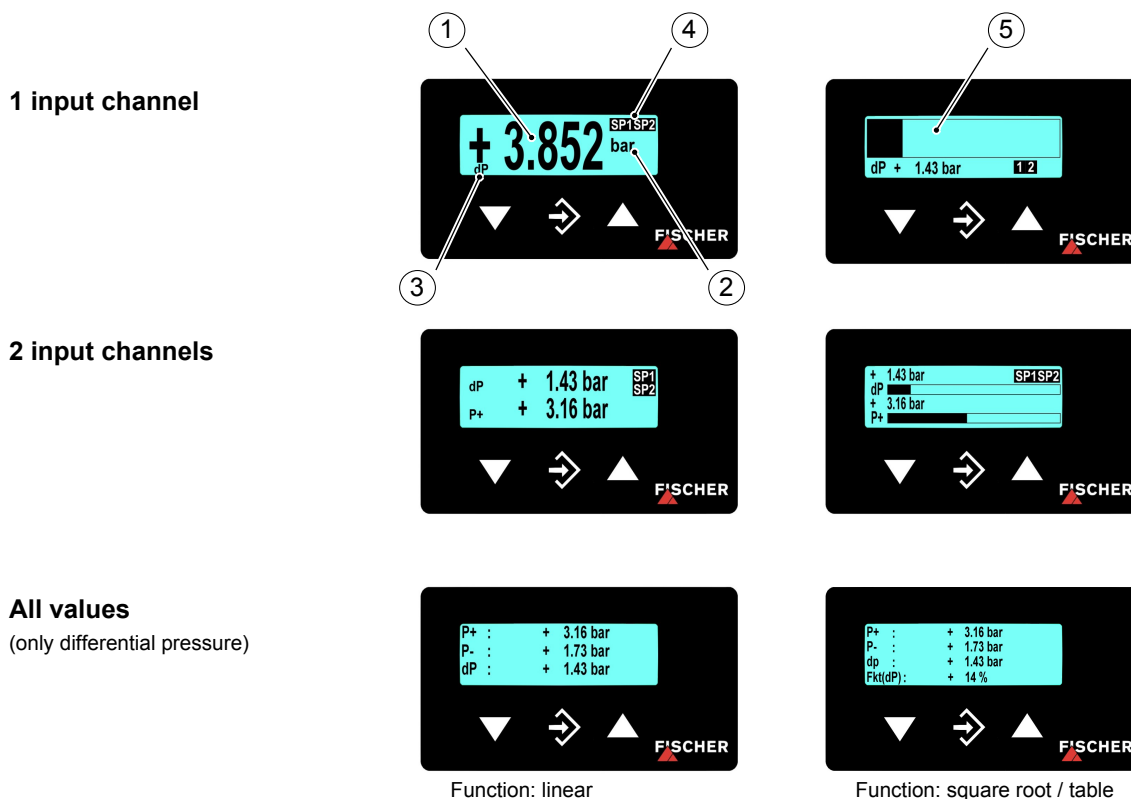 1 4 5
1 input channel
+ 3.852 bar
SP1SP2
dP
FISCHER
3 2
dP + 1.43 bar 1 2
FISCHER
2 input channels
dP + 1.43 bar SP1
P+ + 3.16 bar SP2
FISCHER
+ 1.43 bar SP1SP2
dP
+ 3.16 bar
P+
FISCHER
All values
(only differential pressure)
P+ : + 3.16 bar
P- : + 1.73 bar
dP : + 1.43 bar
FISCHER
Function: linear
P+ : + 3.16 bar
P- : + 1.73 bar
dp : + 1.43 bar
Fkt(dP) : + 14 %
FISCHER
Function: square root / table